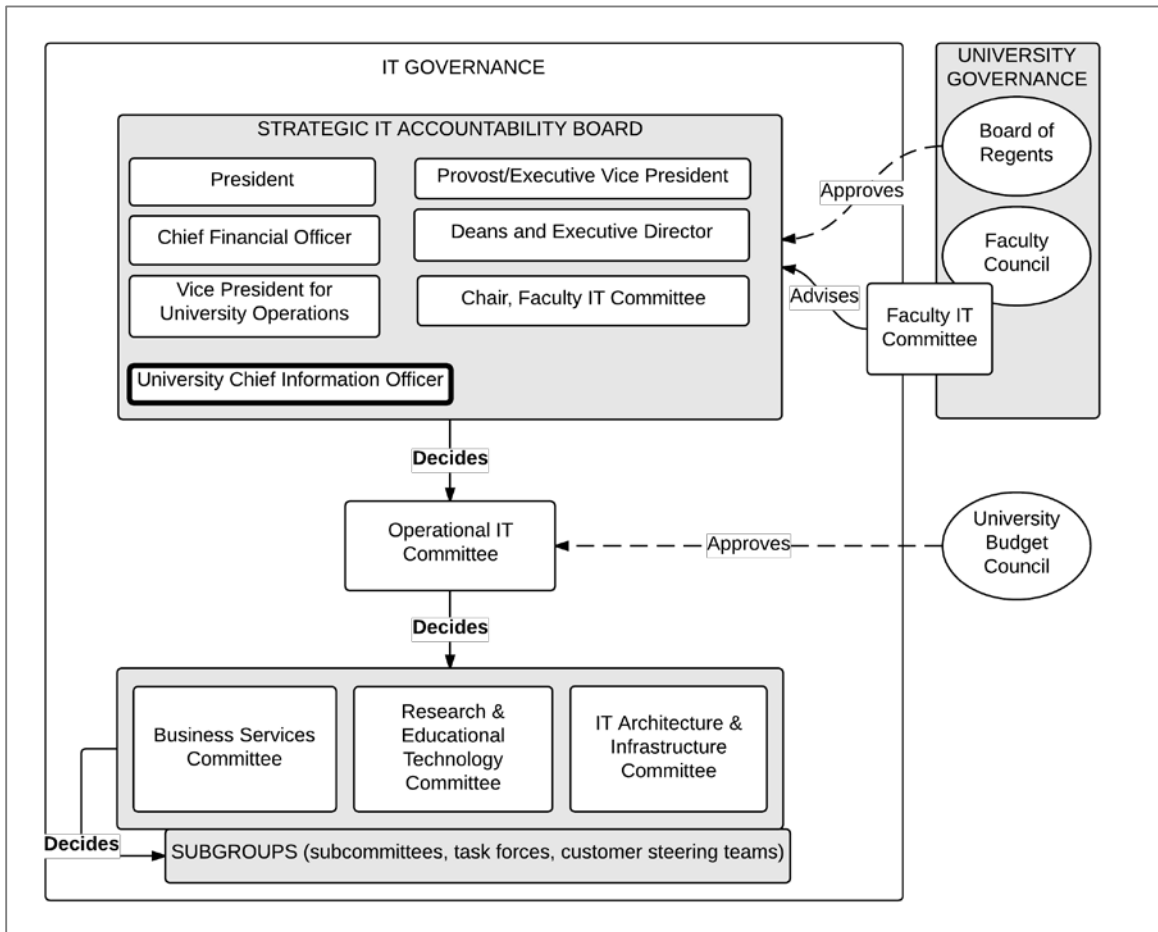 IT GOVERNANCE
UNIVERSITY
GOVERNANCE
STRATEGIC IT ACCOUNTABILITY BOARD
President
Provost/Executive Vice President
Chief Financial Officer
Deans and Executive Director
Vice President for
University Operations
Chair, Faculty IT Committee
University Chief Information Officer
Board of
Regents
Approves
Faculty
Council
Advises
Faculty IT
Committee
Decides
Operational IT
Committee
Approves
University
Budget
Council
Decides
Business Services
Committee
Research &
Educational
Technology
Committee
IT Architecture &
Infrastructure
Committee
Decides
SUBGROUPS (subcommittees, task forces, customer steering teams)